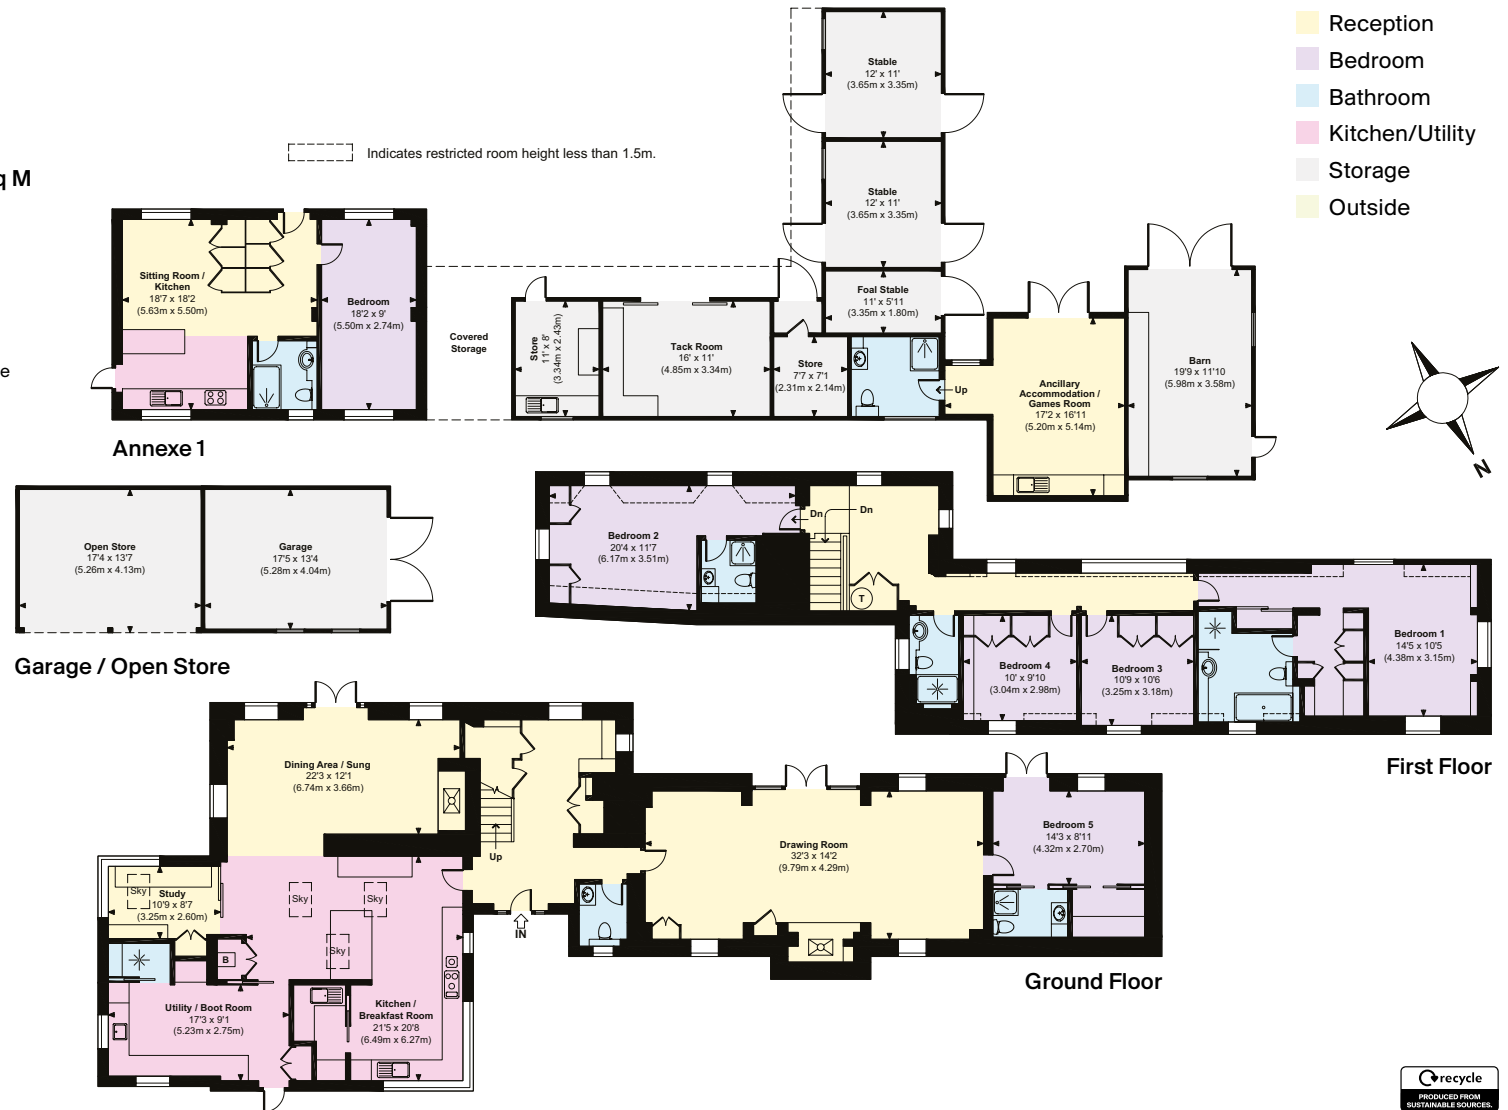 Reception
Bedroom
Bathroom
Kitchen/Utility
Storage
Outside
Indicates restricted room height less than 1.5m.
q M
e
Sitting Room /
Kitchen
18'7 x 18'2
(5.63m x 5.50m)
Bedroom
18'2 x 9'
(5.50m x 2.74m)
Annexe 1
Covered
Storage
Store
11' x 8'
(3.34m x 2.43m)
Tack Room
16' x 11'
(4.85m x 3.34m)
Store
7'7 x 7'1
(2.31m x 2.14m)
Stable
12' x 11'
(3.65m x 3.35m)
Stable
12' x 11'
(3.65m x 3.35m)
Foal Stable
11' x 5'11
(3.35m x 1.80m)
Up
Ancillary
Accommodation /
Games Room
17'2 x 16'11
(5.20m x 5.14m)
Barn
19'9 x 11'10
(5.98m x 3.58m)
N
Open Store
17'4 x 13'7
(5.26m x 4.13m)
Garage
17'5 x 13'4
(5.28m x 4.04m)
Garage / Open Store
Bedroom 2
20'4 x 11'7
(6.17m x 3.51m)
Dn
Dn
T
Bedroom 4
10' x 9'10
(3.04m x 2.98m)
Bedroom 3
10'9 x 10'6
(3.25m x 3.18m)
Bedroom 1
14'5 x 10'5
(4.38m x 3.15m)
First Floor
Dining Area / Sung
22'3 x 12'1
(6.74m x 3.66m)
Up
IN
Drawing Room
32'3 x 14'2
(9.79m x 4.29m)
Bedroom 5
14'3 x 8'11
(4.32m x 2.70m)
Sky
Study
10'9 x 8'7
(3.25m x 2.60m)
Sky
Sky
Sky
B
Utility / Boot Room
17'3 x 9'1
(5.23m x 2.75m)
Kitchen /
Breakfast Room
21'5 x 20'8
(6.49m x 6.27m)
Ground Floor
recycle
PRODUCED FROM
SUSTAINABLE SOURCES.